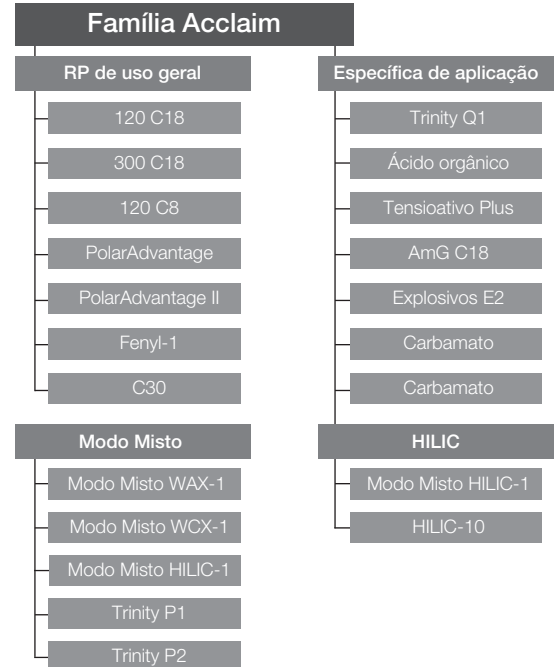 Família Acclaim
RP de uso geral
120 C18
300 C18
120 C8
PolarAdvantage
PolarAdvantage II
Fenyl-1
C30
Modo Misto
Modo Misto WAX-1
Modo Misto WCX-1
Modo Misto HILIC-1
Trinity P1
Trinity P2
Específica de aplicação
Trinity Q1
Ácido orgânico
Tensioativo Plus
AmG C18
Explosivos E2
Carbamato
Carbamato
HILIC
Modo Misto HILIC-1
HILIC-10